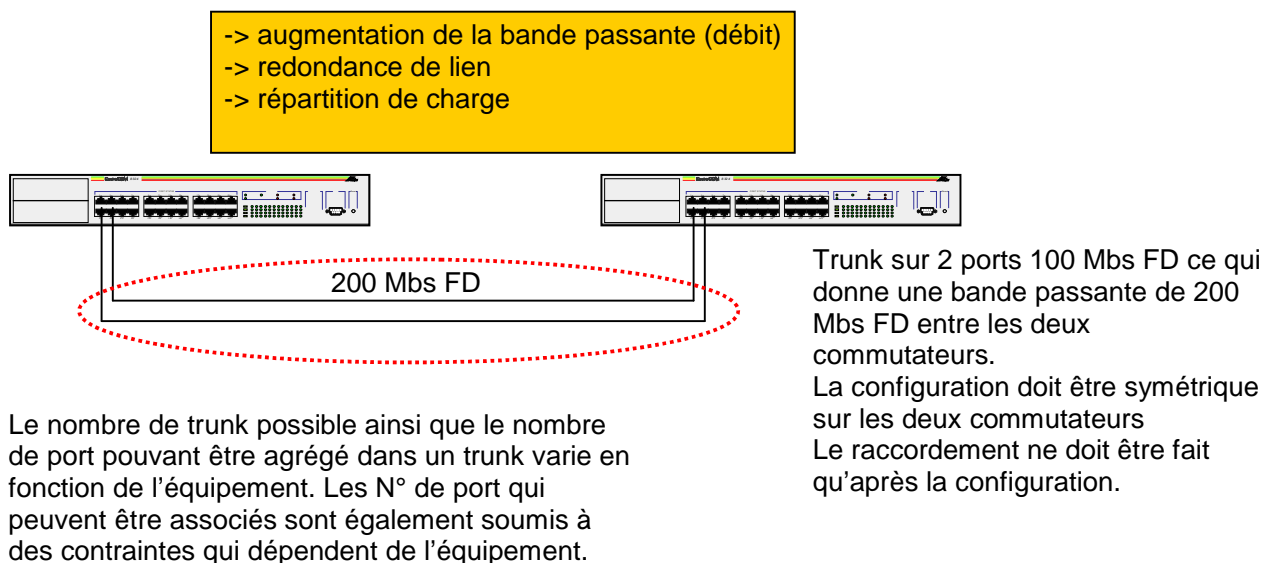 -> augmentation de la bande passante (débit)
-> redondance de lien
-> répartition de charge
200 Mbs FD
Trunk sur 2 ports 100 Mbs FD ce qui
donne une bande passante de 200
Mbs FD entre les deux
commutateurs.
La configuration doit être symétrique
sur les deux commutateurs
Le raccordement ne doit être fait
qu'après la configuration.
Le nombre de trunk possible ainsi que le nombre
de port pouvant être agrégé dans un trunk varie en
fonction de l'équipement. Les N° de port qui
peuvent être associés sont également soumis à
des contraintes qui dépendent de l'équipement.